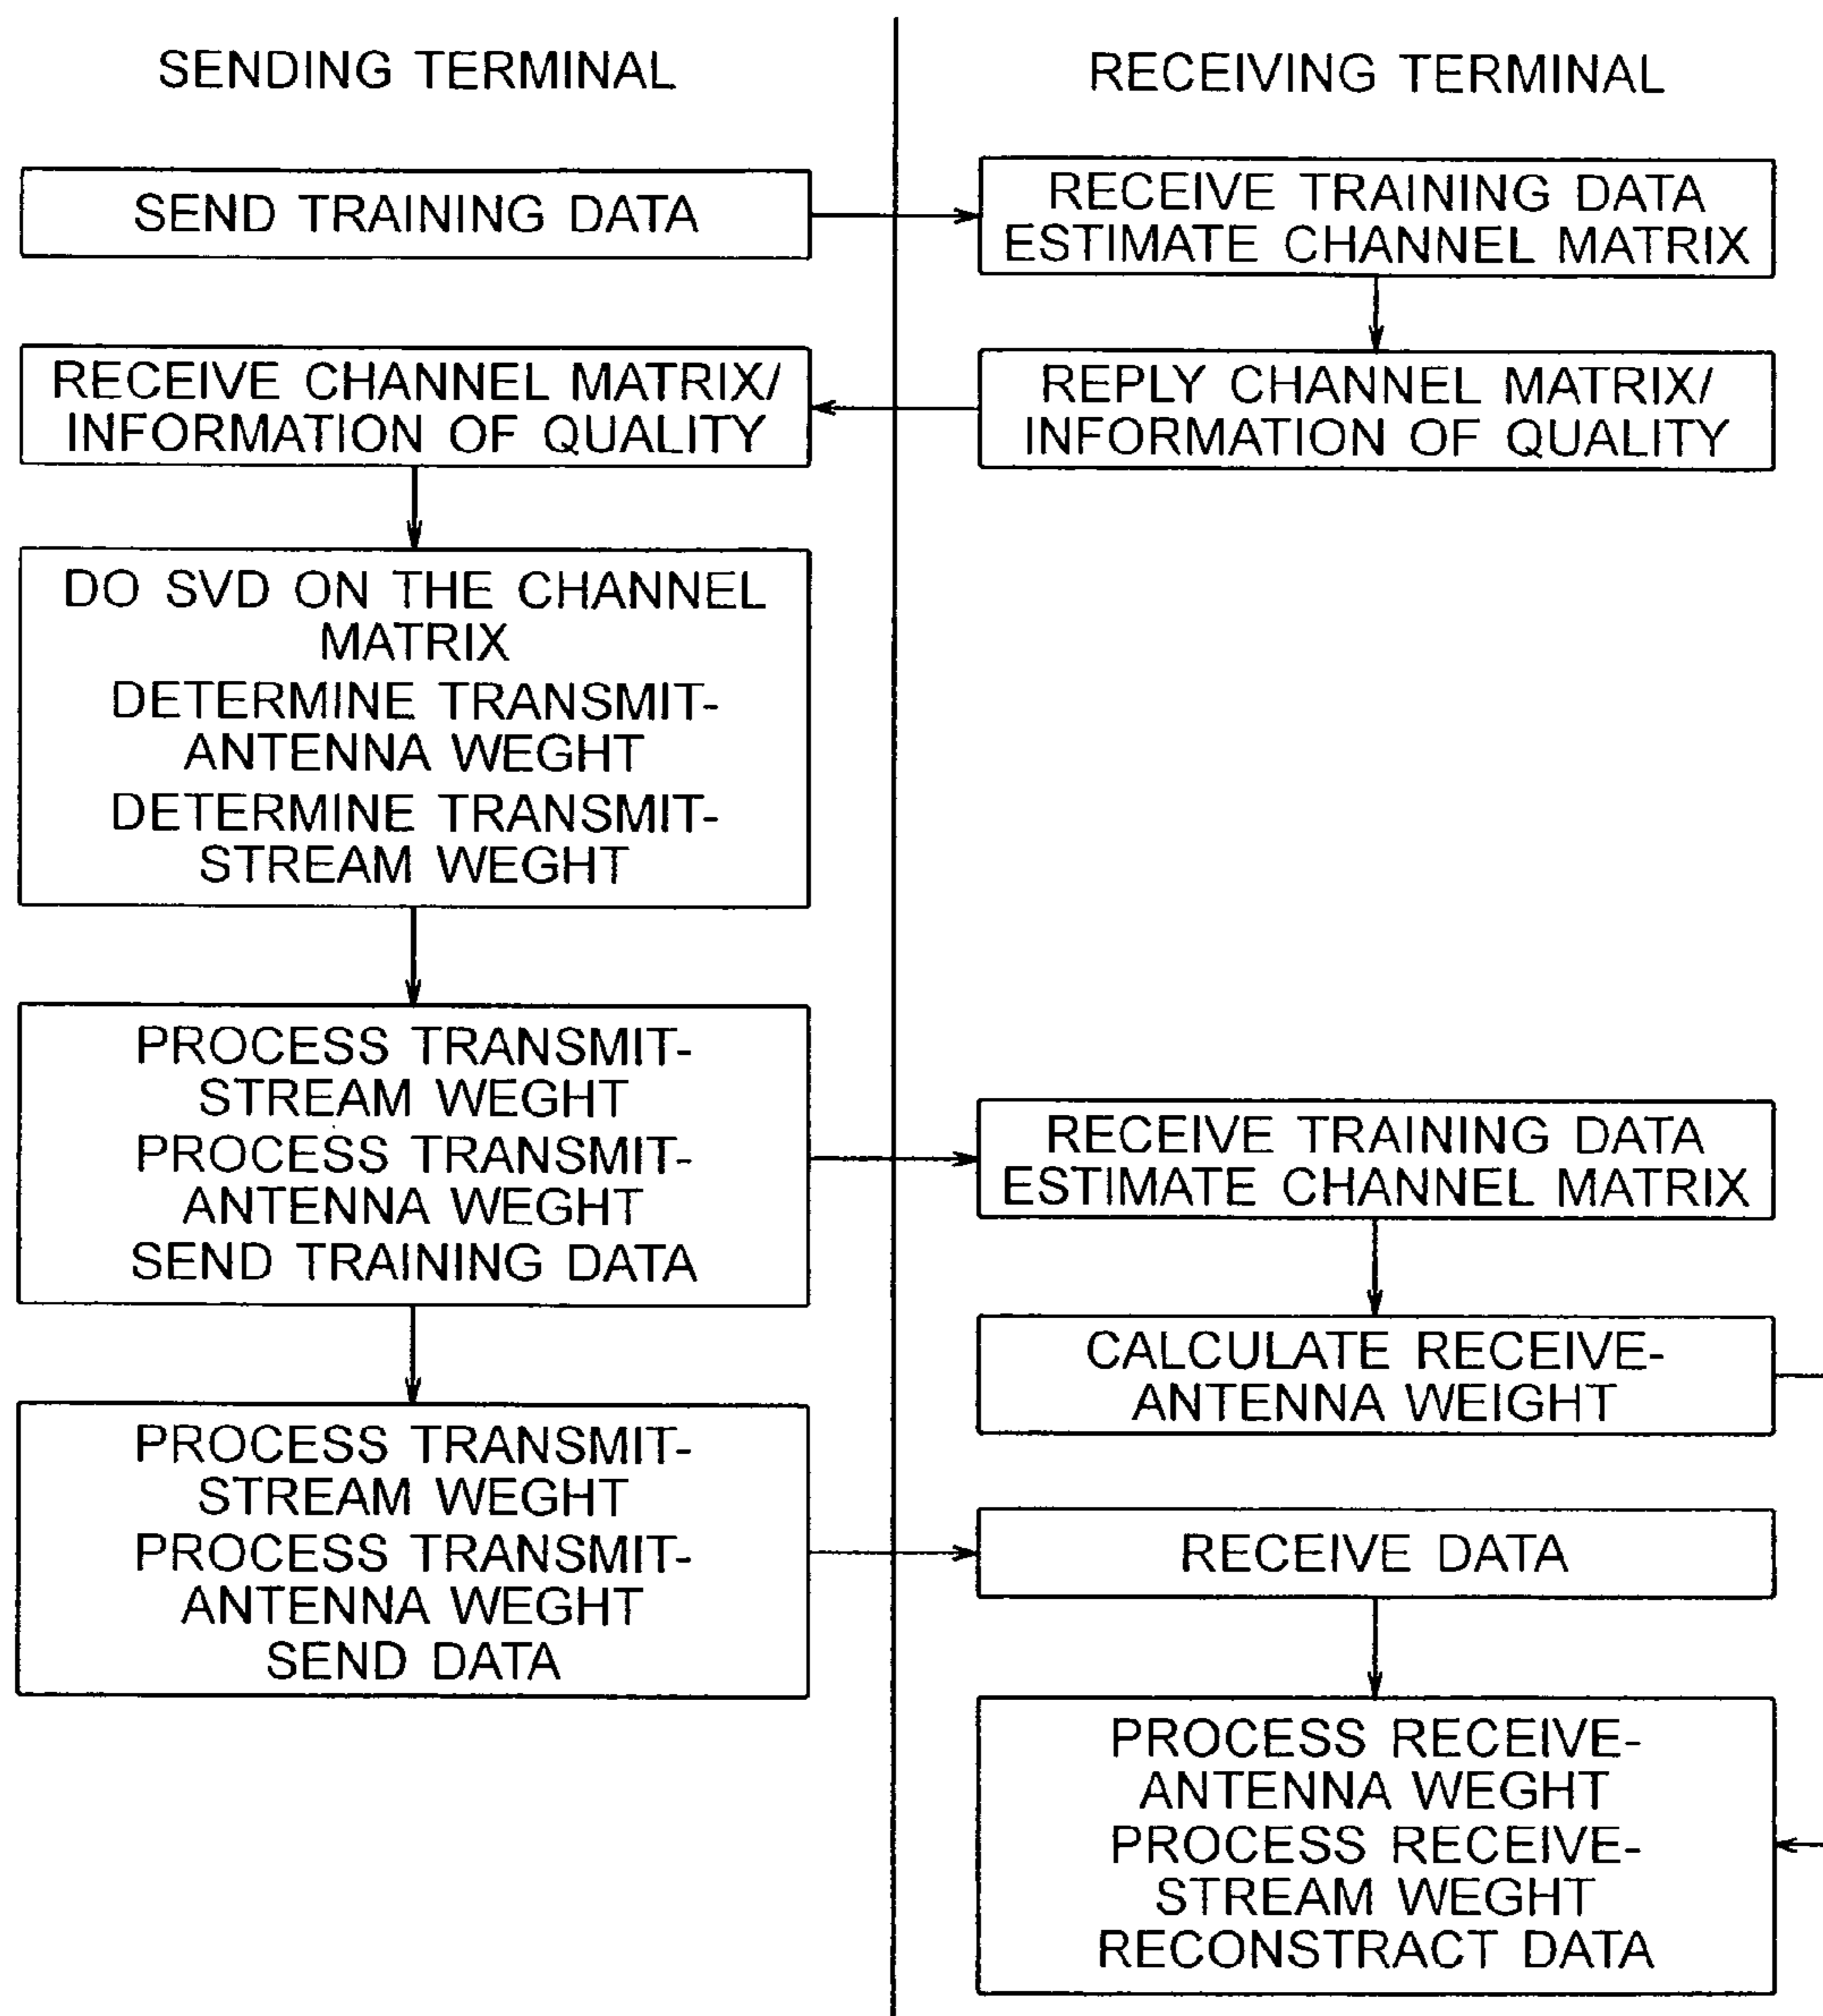 SENDING TERMINAL
RECEIVING TERMINAL
SEND TRAINING DATA
RECEIVE TRAINING DATA
ESTIMATE CHANNEL MATRIX
RECEIVE CHANNEL MATRIX/
INFORMATION OF QUALITY
REPLY CHANNEL MATRIX/
INFORMATION OF QUALITY
DO SVD ON THE CHANNEL
MATRIX
DETERMINE TRANSMIT-
ANTENNA WEGHT
DETERMINE TRANSMIT-
STREAM WEGHT
PROCESS TRANSMIT-
STREAM WEGHT
PROCESS TRANSMIT-
ANTENNA WEGHT
SEND TRAINING DATA
RECEIVE TRAINING DATA
ESTIMATE CHANNEL MATRIX
CALCULATE RECEIVE-
ANTENNA WEIGHT
PROCESS TRANSMIT-
STREAM WEGHT
PROCESS TRANSMIT-
ANTENNA WEGHT
SEND DATA
RECEIVE DATA
PROCESS RECEIVE-
ANTENNA WEGHT
PROCESS RECEIVE-
STREAM WEGHT
RECONSTRACT DATA